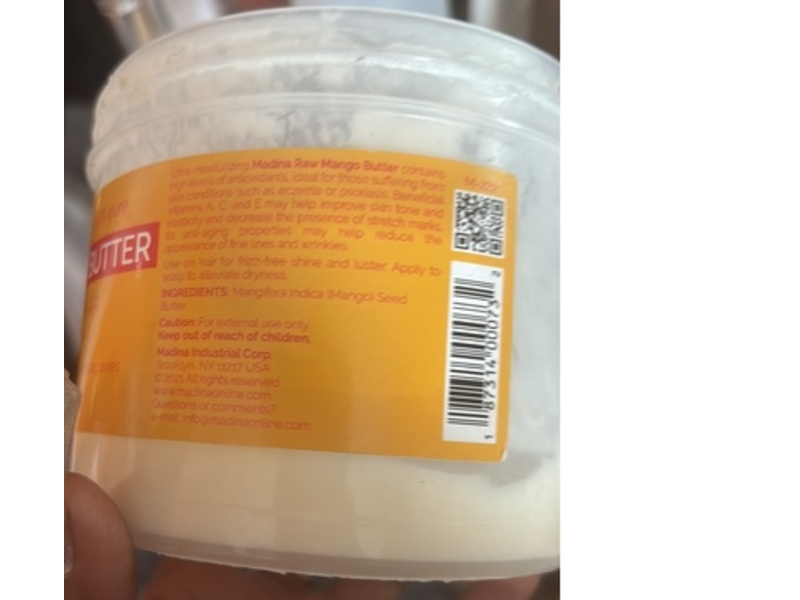 BUTTER
Ultra-moisturizing Madina Raw Mango Butter contains
high levels of antioxidants, ideal for those suffering from
skin conditions such as eczema or psoriasis. Beneficial
Vitamins A, C, and E may help improve skin tone and
and decrease the presence of stretch marks.
Its anti-aging properties may help reduce the
appearance of fine lines and wrinkles.
Use on hair for frizz-free shine and luster. Apply to
scalp to alleviate dryness.
INGREDIENTS: Mangifera indica (Mango) Seed
Butter
Caution: For external use only.
Keep out of reach of children.
Madina Industrial Corp.
Brooklyn, NY 11217 USA
© 2021 All rights reserved
www.madinaonline.com
Questions or comments?
e-mail: info@madinaonline.com
1 87314 00073 2